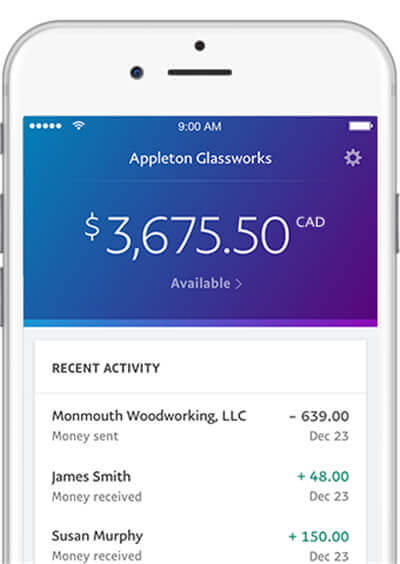 9:00 AM
Appleton Glassworks
$3,675.50 CAD
Available >
RECENT ACTIVITY
Monmouth Woodworking, LLC - 639.00
Money sent Dec 23
James Smith + 48.00
Money received Dec 23
Susan Murphy + 150.00
Money received Dec 23